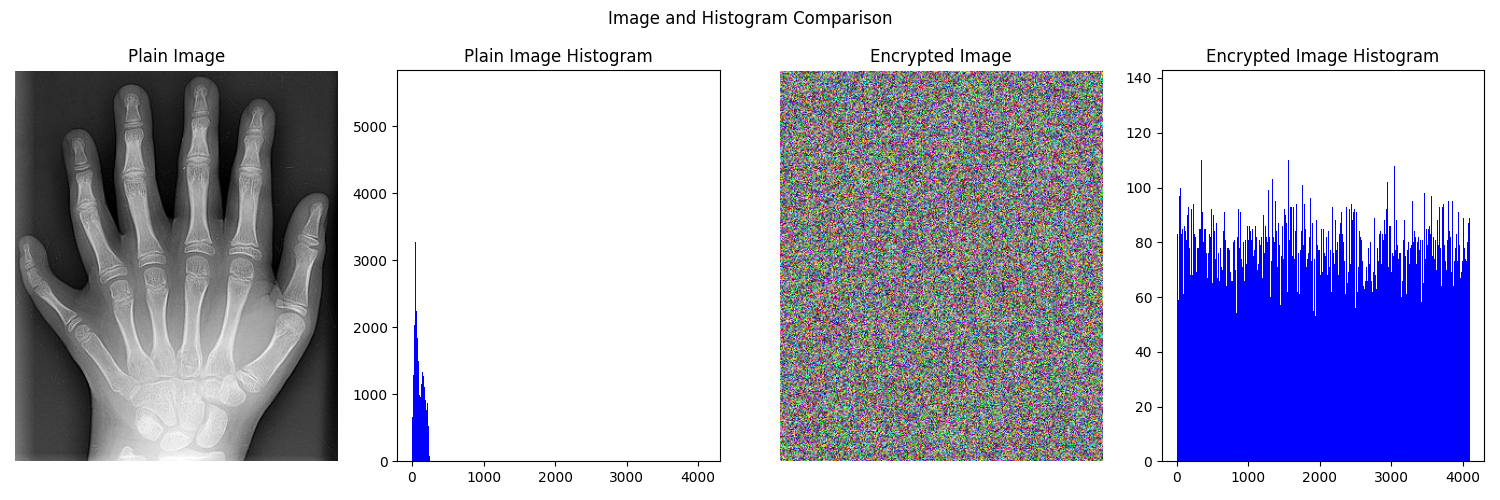 Image and Histogram Comparison
Plain Image
Plain Image Histogram
Encrypted Image
Encrypted Image Histogram
5000
4000
3000
2000
1000
0
0 1000 2000 3000 4000
140
120
100
80
60
40
20
0
0 1000 2000 3000 4000